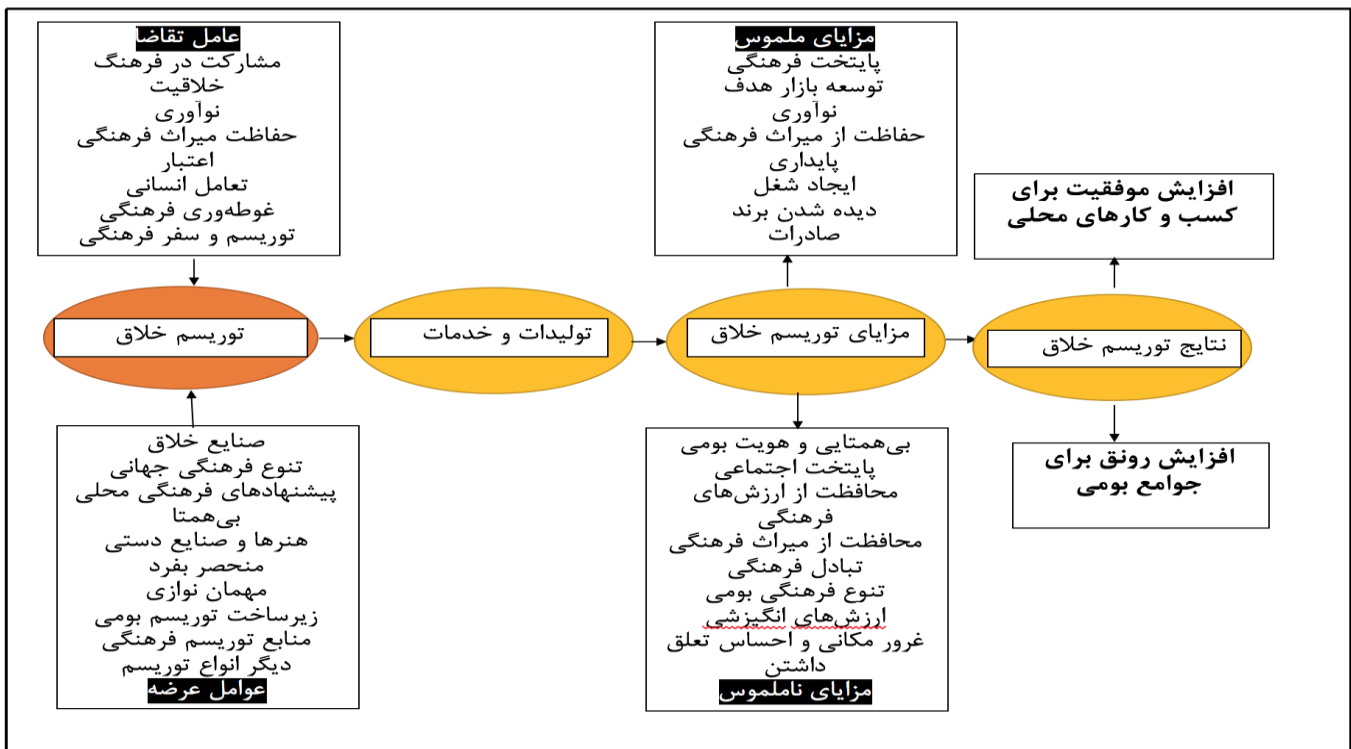 عامل تقاضا
مشارکت در فرهنگ
خلاقیت
نوآوری
حفاظت میراث فرهنگی
اعتبار
تعامل انسانی
غوطه‌وری فرهنگی
توریسم و سفر فرهنگی
مزایای ملموس
پایتخت فرهنگی
توسعه بازار هدف
نوآوری
حفاظت از میراث فرهنگی
پایداری
ایجاد شغل
دیده شدن برند
صادرات
افزایش موفقیت برای
کسب و کارهای محلی
توریسم خلاق
تولیدات و خدمات
مزایای توریسم خلاق
نتایج توریسم خلاق
صنایع خلاق
تنوع فرهنگی جهانی
پیشنهادهای فرهنگی محلی
بی‌همتا
هنرها و صنایع دستی
منحصر بفرد
مهمان نوازی
زیرساخت توریسم بومی
منابع توریسم فرهنگی
دیگر انواع توریسم
عوامل عرضه
بی‌همتایی و هویت بومی
پایتخت اجتماعی
محافظت از ارزش‌های
فرهنگی
محافظت از میراث فرهنگی
تبادل فرهنگی
تنوع فرهنگی بومی
ارزش‌های انگیزشی
غرور مکانی و احساس تعلق
داشتن
مزایای ناملموس
افزایش رونق برای
جوامع بومی